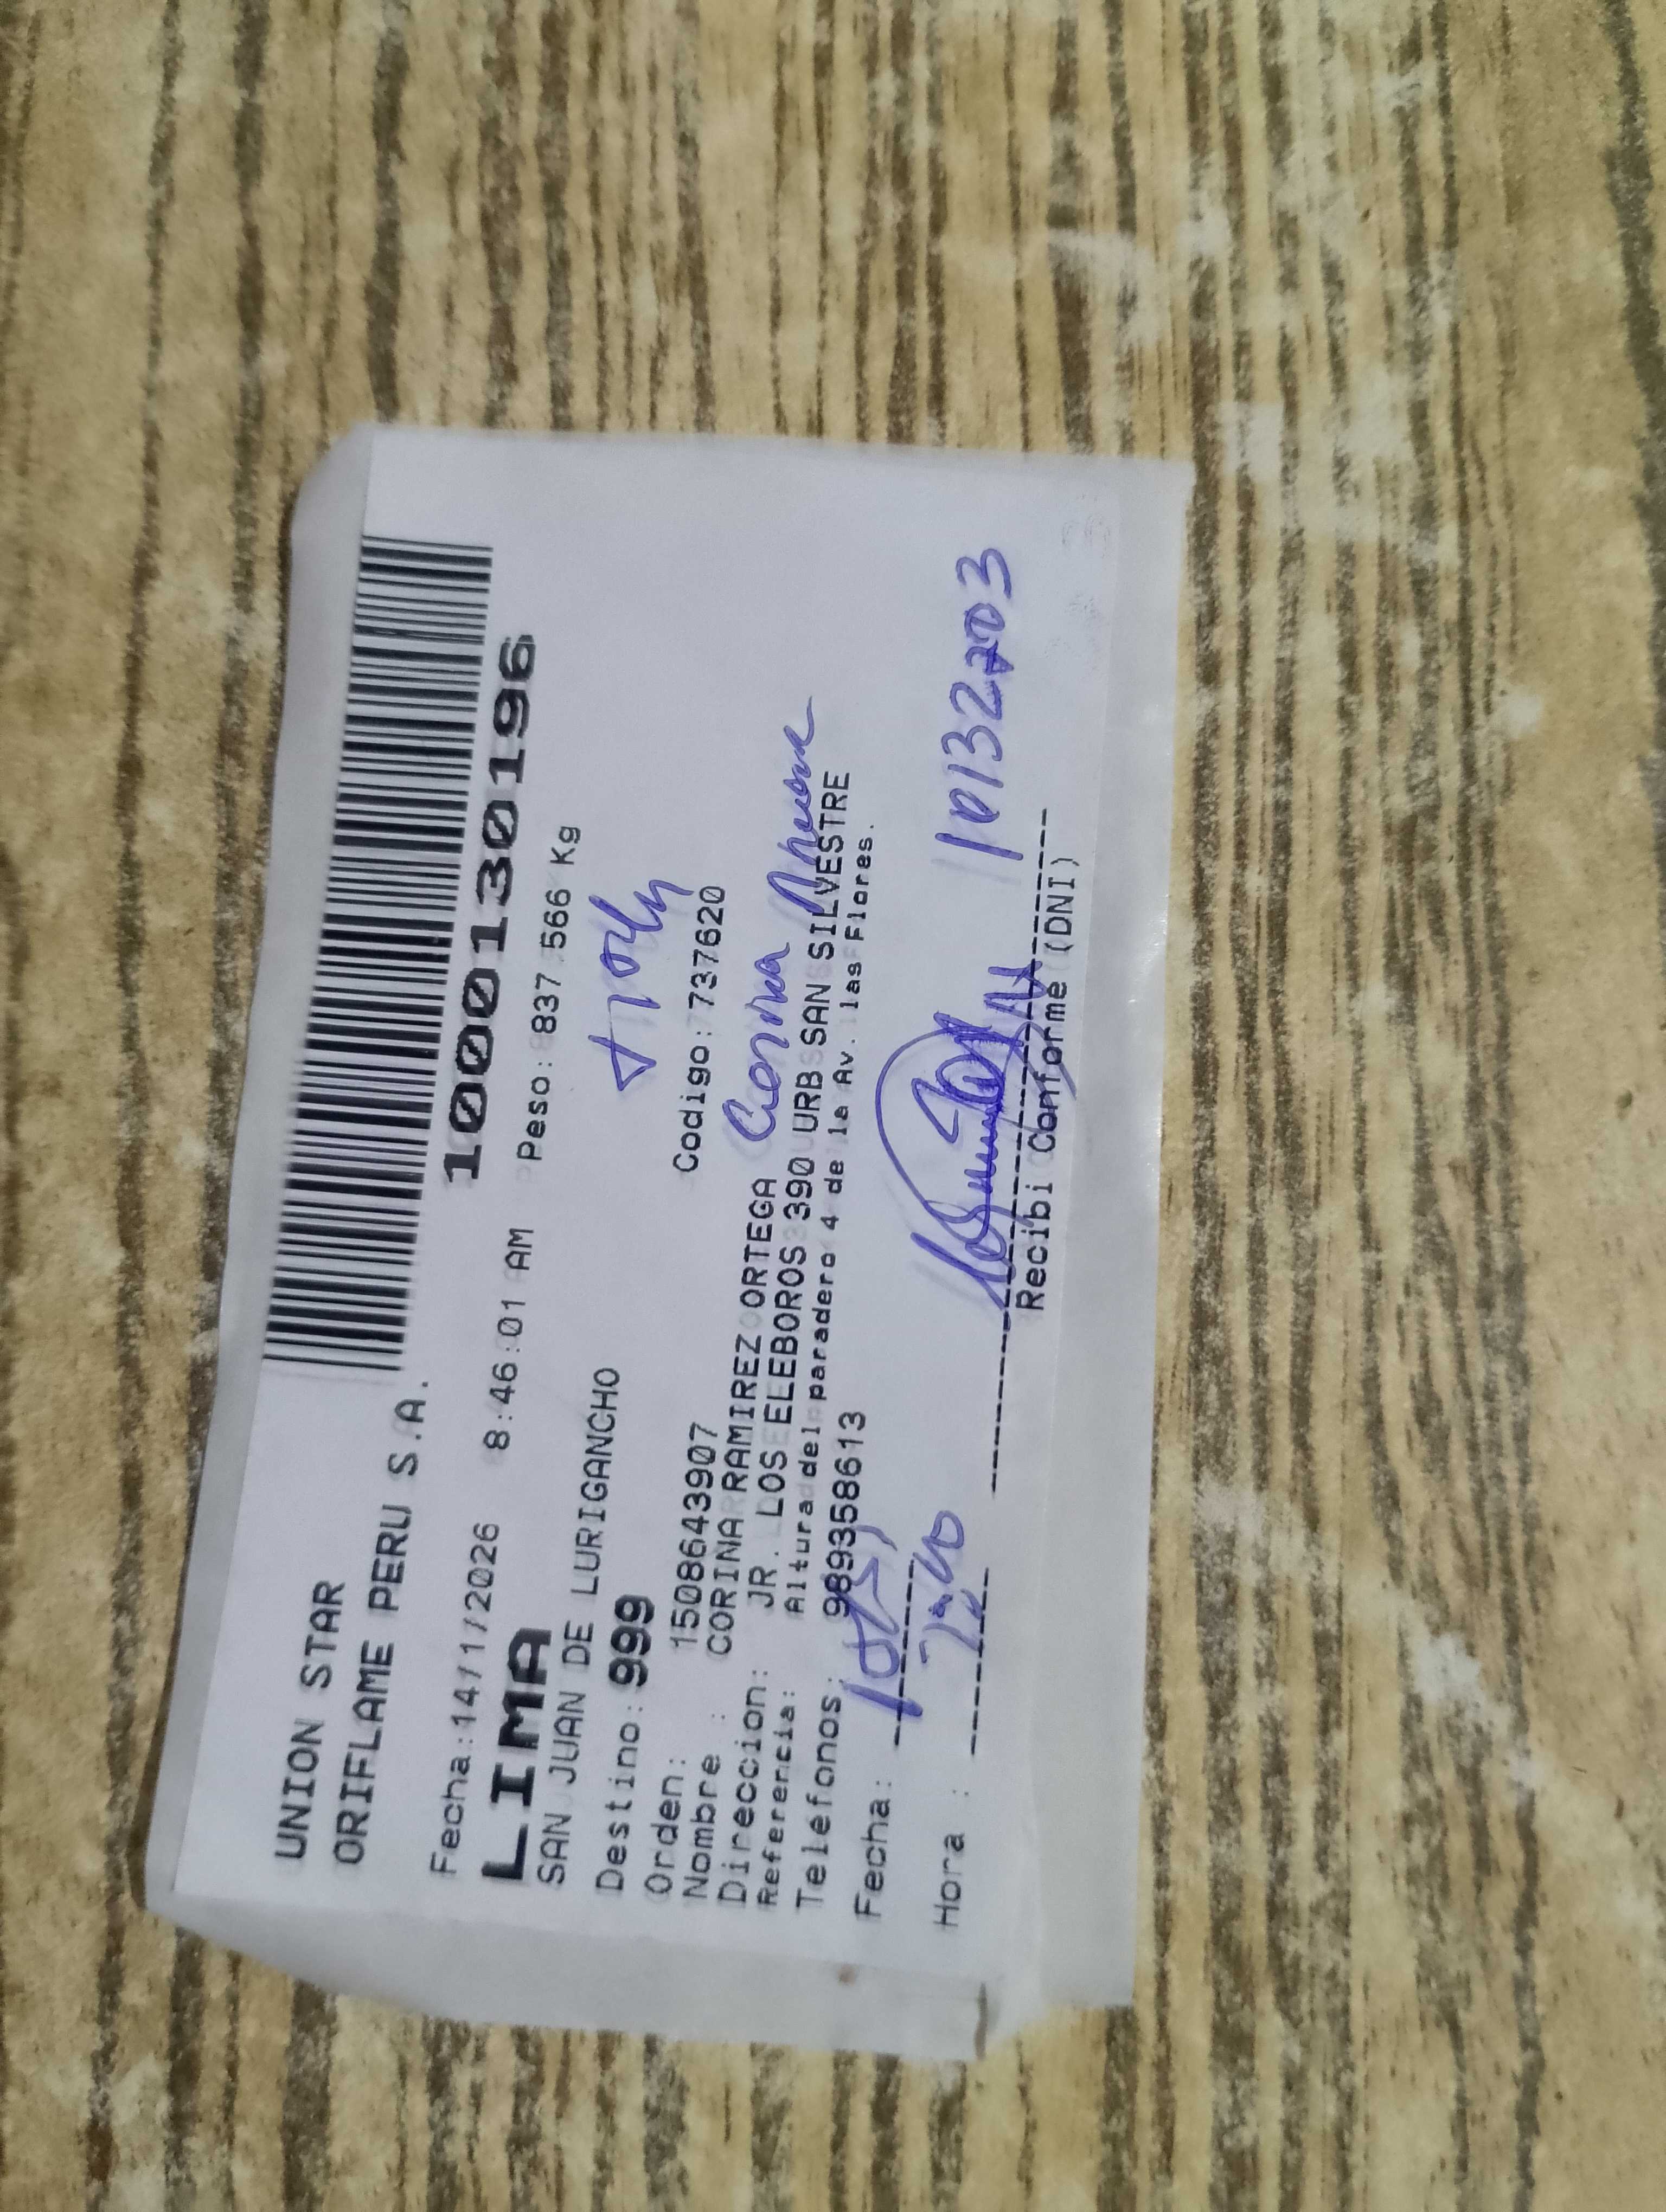 UNION STAR
ORIFLAME PERU S.A.
1000130196
Fecha:14/1/2026 8:46:01 AM Peso: 837.566 Kg
LIMA
SAN JUAN DE LURIGANCHO
Destino: 999
Orden: 1508643907 Codigo: 737620
Nombre : CORINA RAMIREZ ORTEGA Corina
Direccion: JR. LOS ELEBOROS 390 URB SAN SILVESTRE
Referencia: Altura del paradero 4 de la Av. las Flores.
Telefonos: 989358613
Fecha:
Hora :
10132203
Recibi Conforme (DNI)